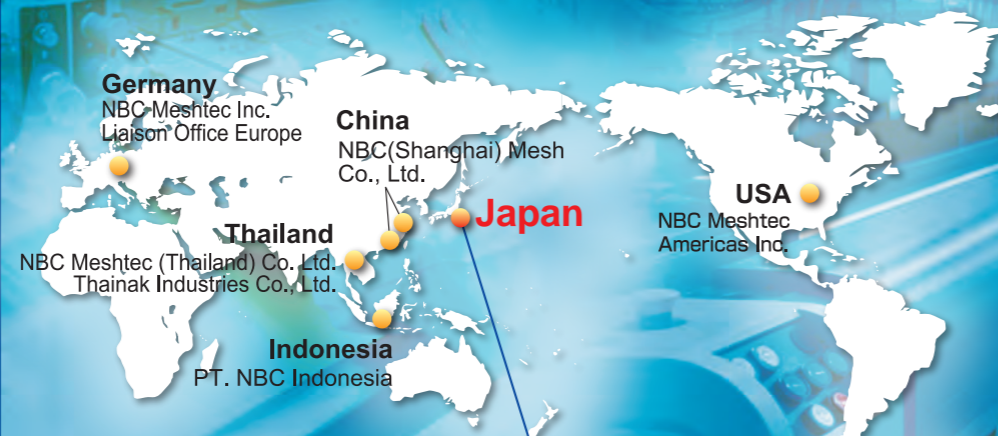 Germany
NBC Meshtec Inc.
Liaison Office Europe
China
NBC(Shanghai) Mesh
Co., Ltd.
Japan
USA
NBC Meshtec
Americas Inc.
Thailand
NBC Meshtec (Thailand) Co. Ltd.
Thainak Industries Co., Ltd.
Indonesia
PT. NBC Indonesia